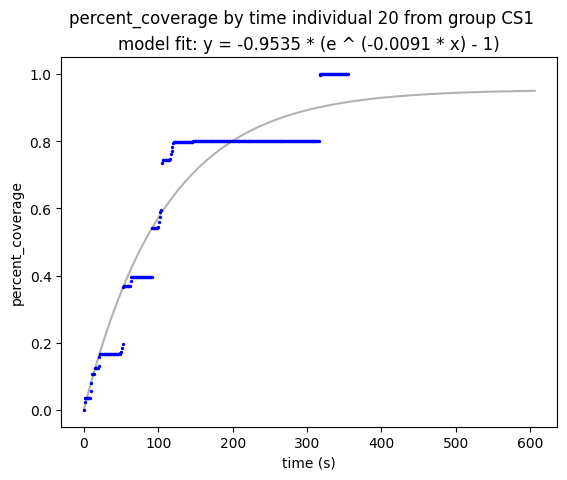 percent_coverage by time individual 20 from group CS1
model fit: y = -0.9535 * (e ^ (-0.0091 * x) - 1)
1.0
0.8
0.6
0.4
0.2
0.0
percent_coverage
0 100 200 300 400 500 600
time (s)